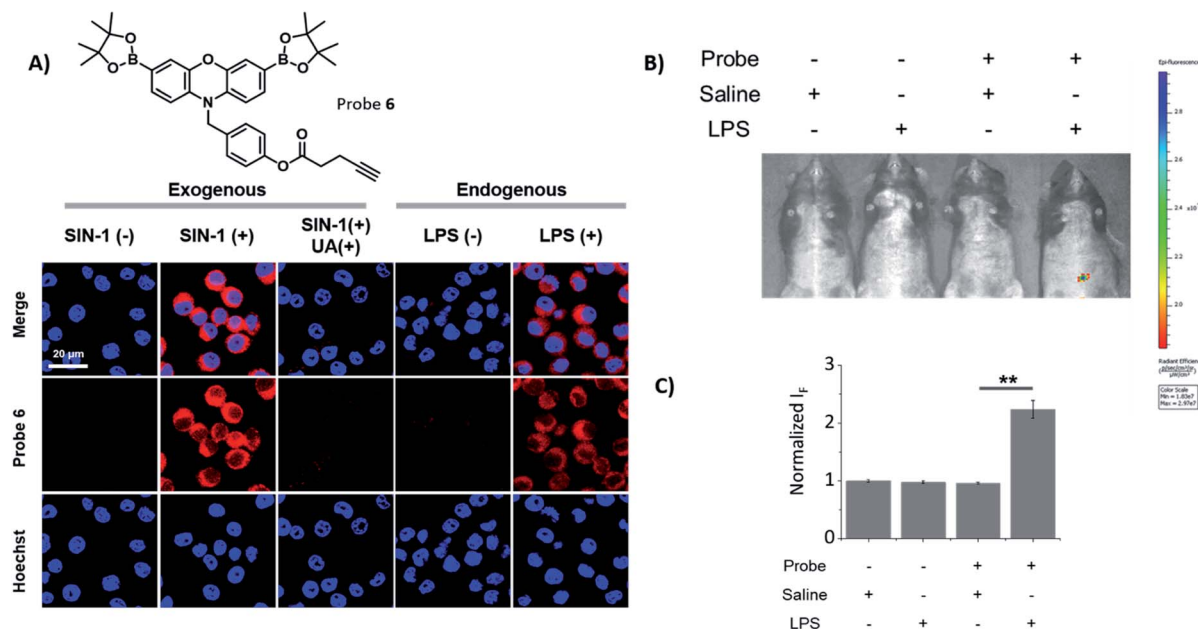 A)
O
O
B
O
O
B
O
N
Probe 6
O
O
Exogenous
Endogenous
SIN-1 (-)
SIN-1 (+)
SIN-1(+)
UA(+)
LPS (-)
LPS (+)
Merge
20 µm
Probe 6
Hoechst
B)
Probe - - + +
Saline + - + -
LPS - + - +
Epi-fluorescence
2.8
2.4
2.2
2.0
Radiant Efficiency
Color Scale
Min = 1.83e7
Max = 2.97e7
C)
Normalized I_F
3
2
1
0
**
Probe - - + +
Saline + - + -
LPS - + - +